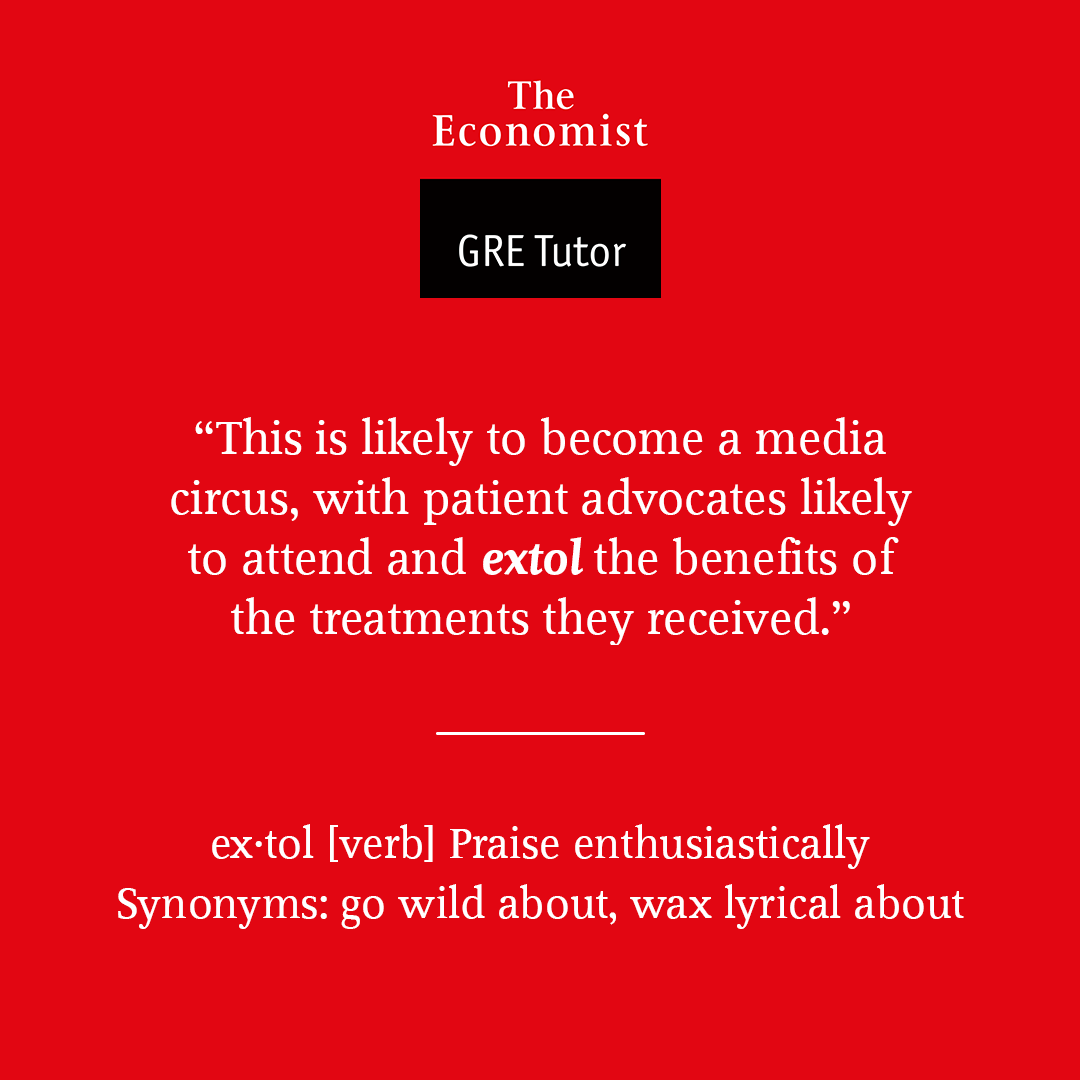 The
Economist
GRE Tutor
“This is likely to become a media
circus, with patient advocates likely
to attend and extol the benefits of
the treatments they received.”
ex·tol [verb] Praise enthusiastically
Synonyms: go wild about, wax lyrical about